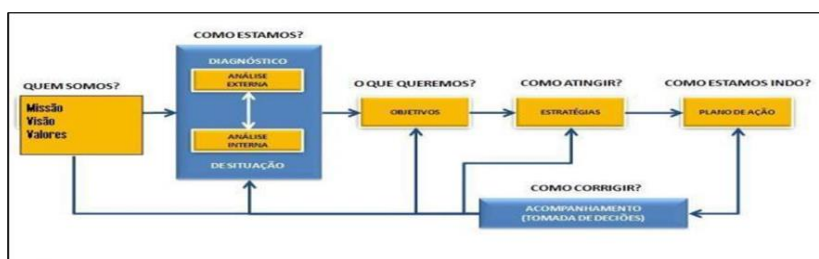 QUEM SOMOS?
Missão
Visão
Valores
COMO ESTAMOS?
DIAGNÓSTICO
ANÁLISE
EXTERNA
ANÁLISE
INTERNA
DE SITUAÇÃO
O QUE QUEREMOS?
OBJETIVOS
COMO ATINGIR?
ESTRATÉGIAS
COMO ESTAMOS INDO?
PLANO DE AÇÃO
COMO CORRIGIR?
ACOMPANHAMENTO
(TOMADA DE DECIÕES)